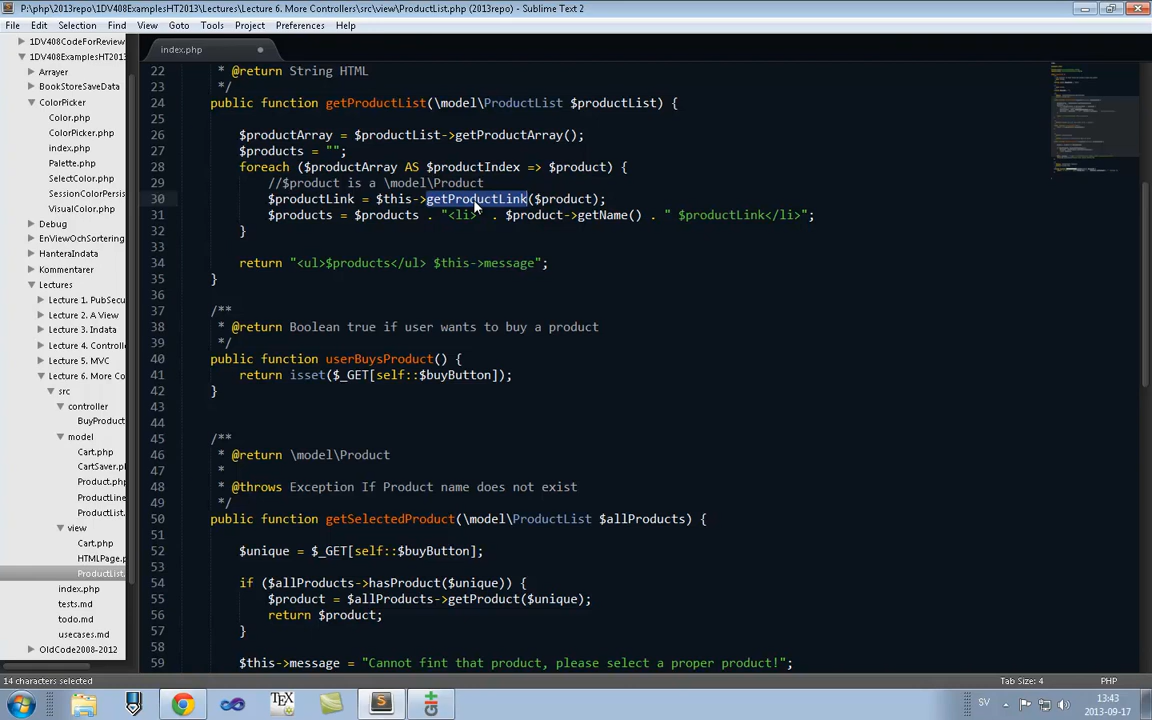 P:\php\2013repo\1DV408ExamplesHT2013\Lectures\Lecture 6. More Controllers\src\view\ProductList.php (2013repo) - Sublime Text 2
File Edit Selection Find View Goto Tools Project Preferences Help
1DV408CodeForReview
1DV408ExamplesHT2013
Arrayer
BookStoreSaveData
ColorPicker
Color.php
ColorPicker.php
index.php
Palette.php
SelectColor.php
SessionColorPersis
VisualColor.php
DSU
EnViewOchSortering
HanteraIndata
Kommentarer
Lectures
Lecture 1. PubSecu
Lecture 2. A View
Lecture 3. Indata
Lecture 4. Controll
Lecture 5. MVC
Lecture 6. More Co
src
controller
BuyProduct
model
Cart.php
CartSaver.ph
Product.php
ProductLine
ProductList.
view
Cart.php
HTMLPage.p
ProductList.
index.php
tests.md
todo.md
usecases.md
OldCode2008-2012
index.php
22 * @return String HTML
23 */
24 public function getProductList(\model\ProductList $productList) {
25
26 $productArray = $productList->getProductArray();
27 $products = "";
28 foreach ($productArray AS $productIndex => $product) {
29 //$product is a \model\Product
30 $productLink = $this->getProductLink($product);
31 $products = $products . "<li>" . $product->getName() . " $productLink</li>";
32 }
33
34 return "<ul>$products</ul> $this->message";
35 }
36
37 /**
38 * @return Boolean true if user wants to buy a product
39 */
40 public function userBuysProduct() {
41 return isset($_GET[self::$buyButton]);
42 }
43
44
45 /**
46 * @return \model\Product
47 *
48 * @throws Exception If Product name does not exist
49 */
50 public function getSelectedProduct(\model\ProductList $allProducts) {
51
52 $unique = $_GET[self::$buyButton];
53
54 if ($allProducts->hasProduct($unique)) {
55 $product = $allProducts->getProduct($unique);
56 return $product;
57 }
58
59 $this->message = "Cannot fint that product, please select a proper product!";
14 characters selected
Tab Size: 4
PHP
SV
13:43
2013-09-17